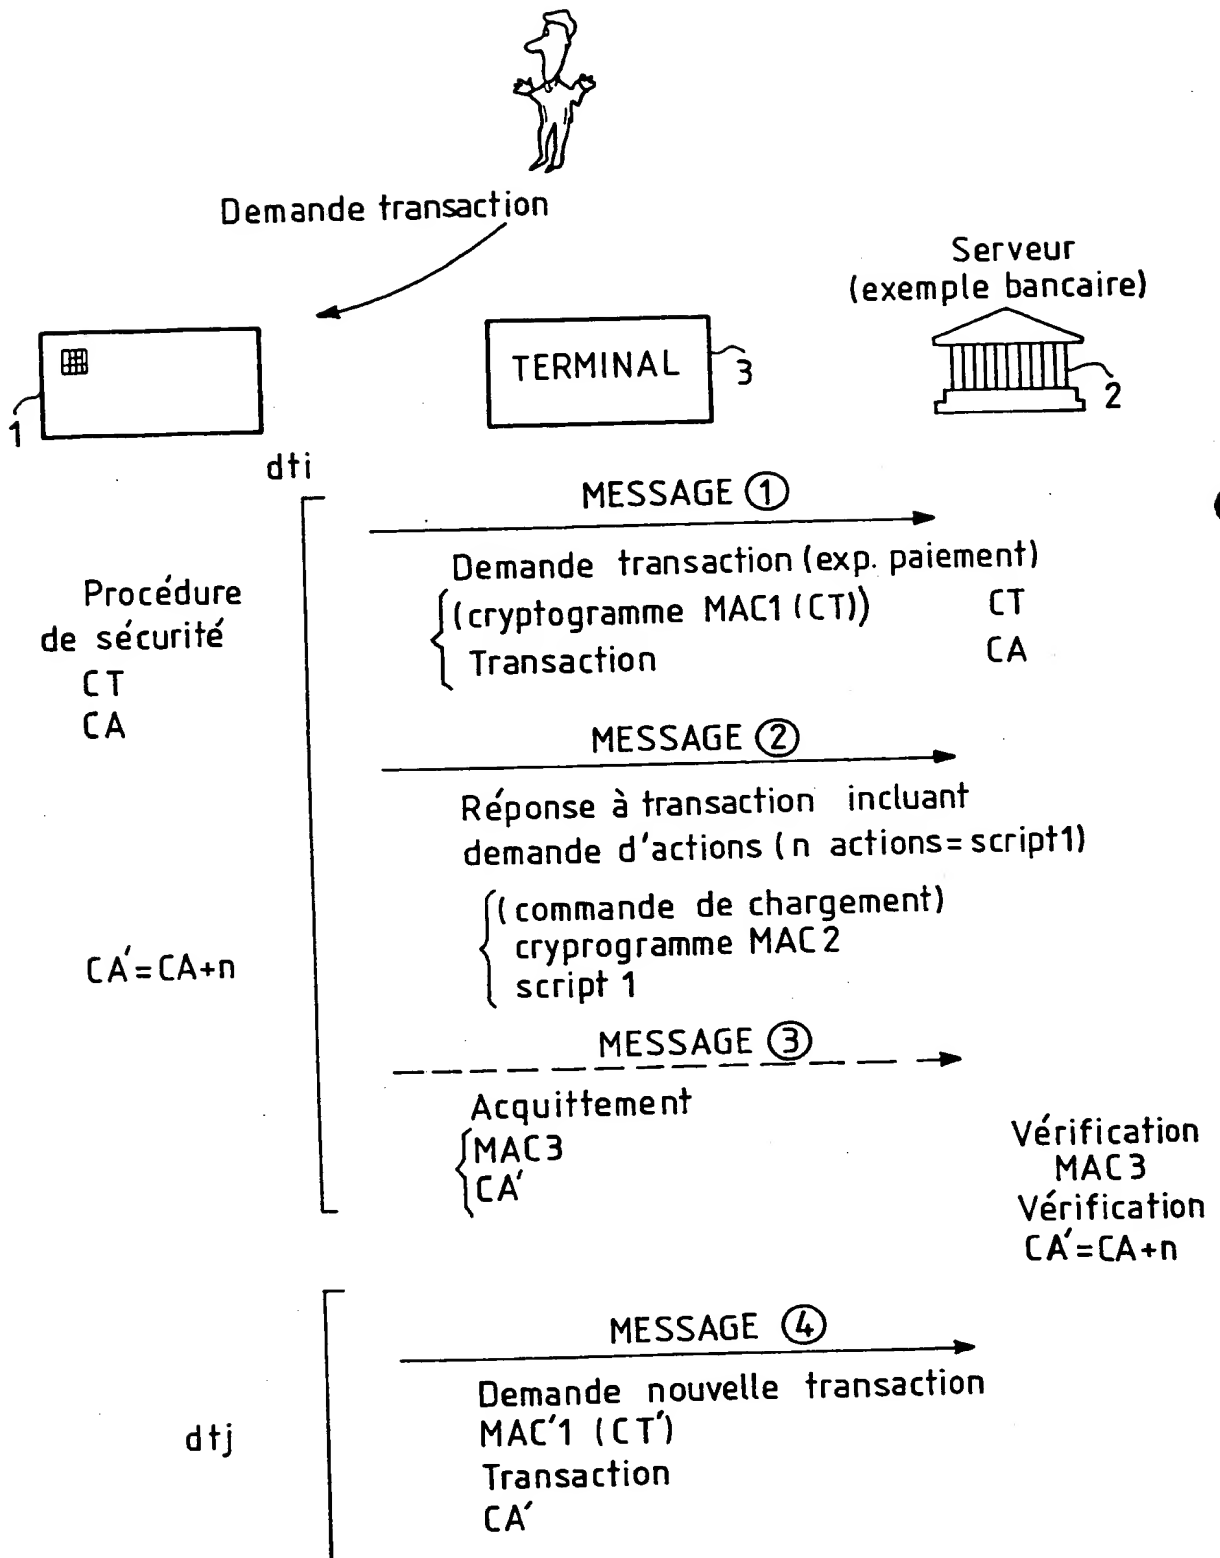 Demande transaction
Serveur
(exemple bancaire)
1
TERMINAL
3
2
dti
MESSAGE 1
Demande transaction (exp. paiement)
(cryptogramme MAC1 (CT))
Transaction
CT
CA
Procédure
de sécurité
CT
CA
MESSAGE 2
Réponse à transaction incluant
demande d'actions (n actions=script1)
(commande de chargement)
cryprogramme MAC2
script 1
CA'=CA+n
MESSAGE 3
Acquittement
MAC3
CA'
Vérification
MAC3
Vérification
CA'=CA+n
dtj
MESSAGE 4
Demande nouvelle transaction
MAC'1 (CT')
Transaction
CA'